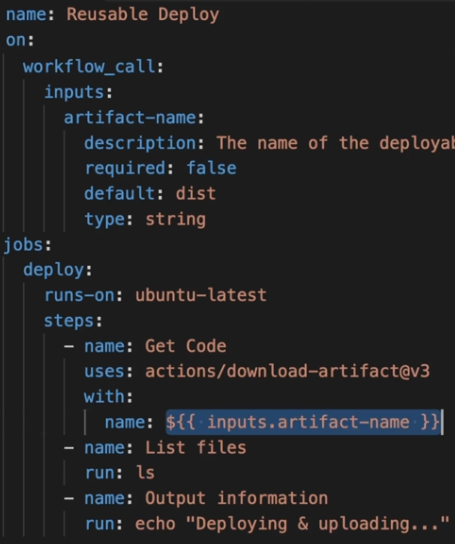 name: Reusable Deploy
on:
  workflow_call:
    inputs:
      artifact-name:
        description: The name of the deployab
        required: false
        default: dist
        type: string
jobs:
  deploy:
    runs-on: ubuntu-latest
    steps:
      - name: Get Code
        uses: actions/download-artifact@v3
        with:
          name: ${{ inputs.artifact-name }}
      - name: List files
        run: ls
      - name: Output information
        run: echo "Deploying & uploading..."